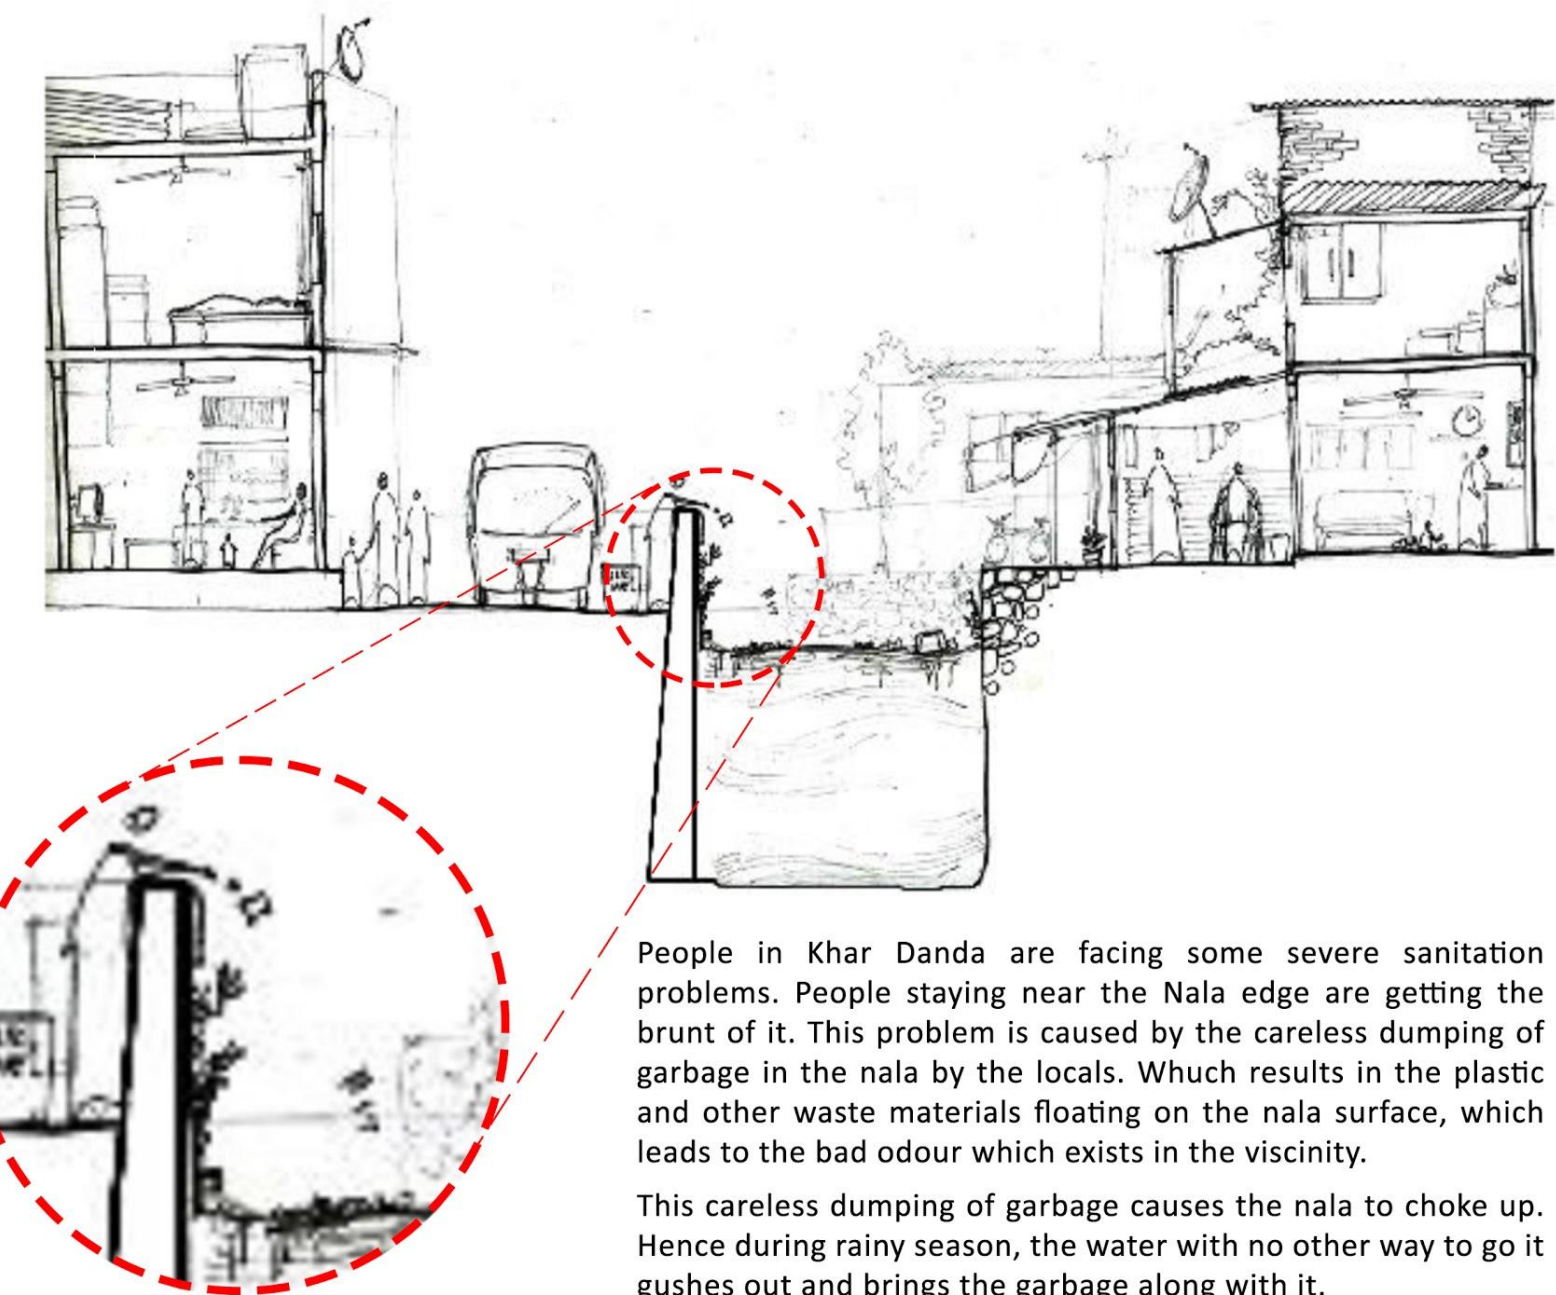 People in Khar Danda are facing some severe sanitation
problems. People staying near the Nala edge are getting the
brunt of it. This problem is caused by the careless dumping of
garbage in the nala by the locals. Whuch results in the plastic
and other waste materials floating on the nala surface, which
leads to the bad odour which exists in the viscinity.
This careless dumping of garbage causes the nala to choke up.
Hence during rainy season, the water with no other way to go it
gushes out and brings the garbage along with it.